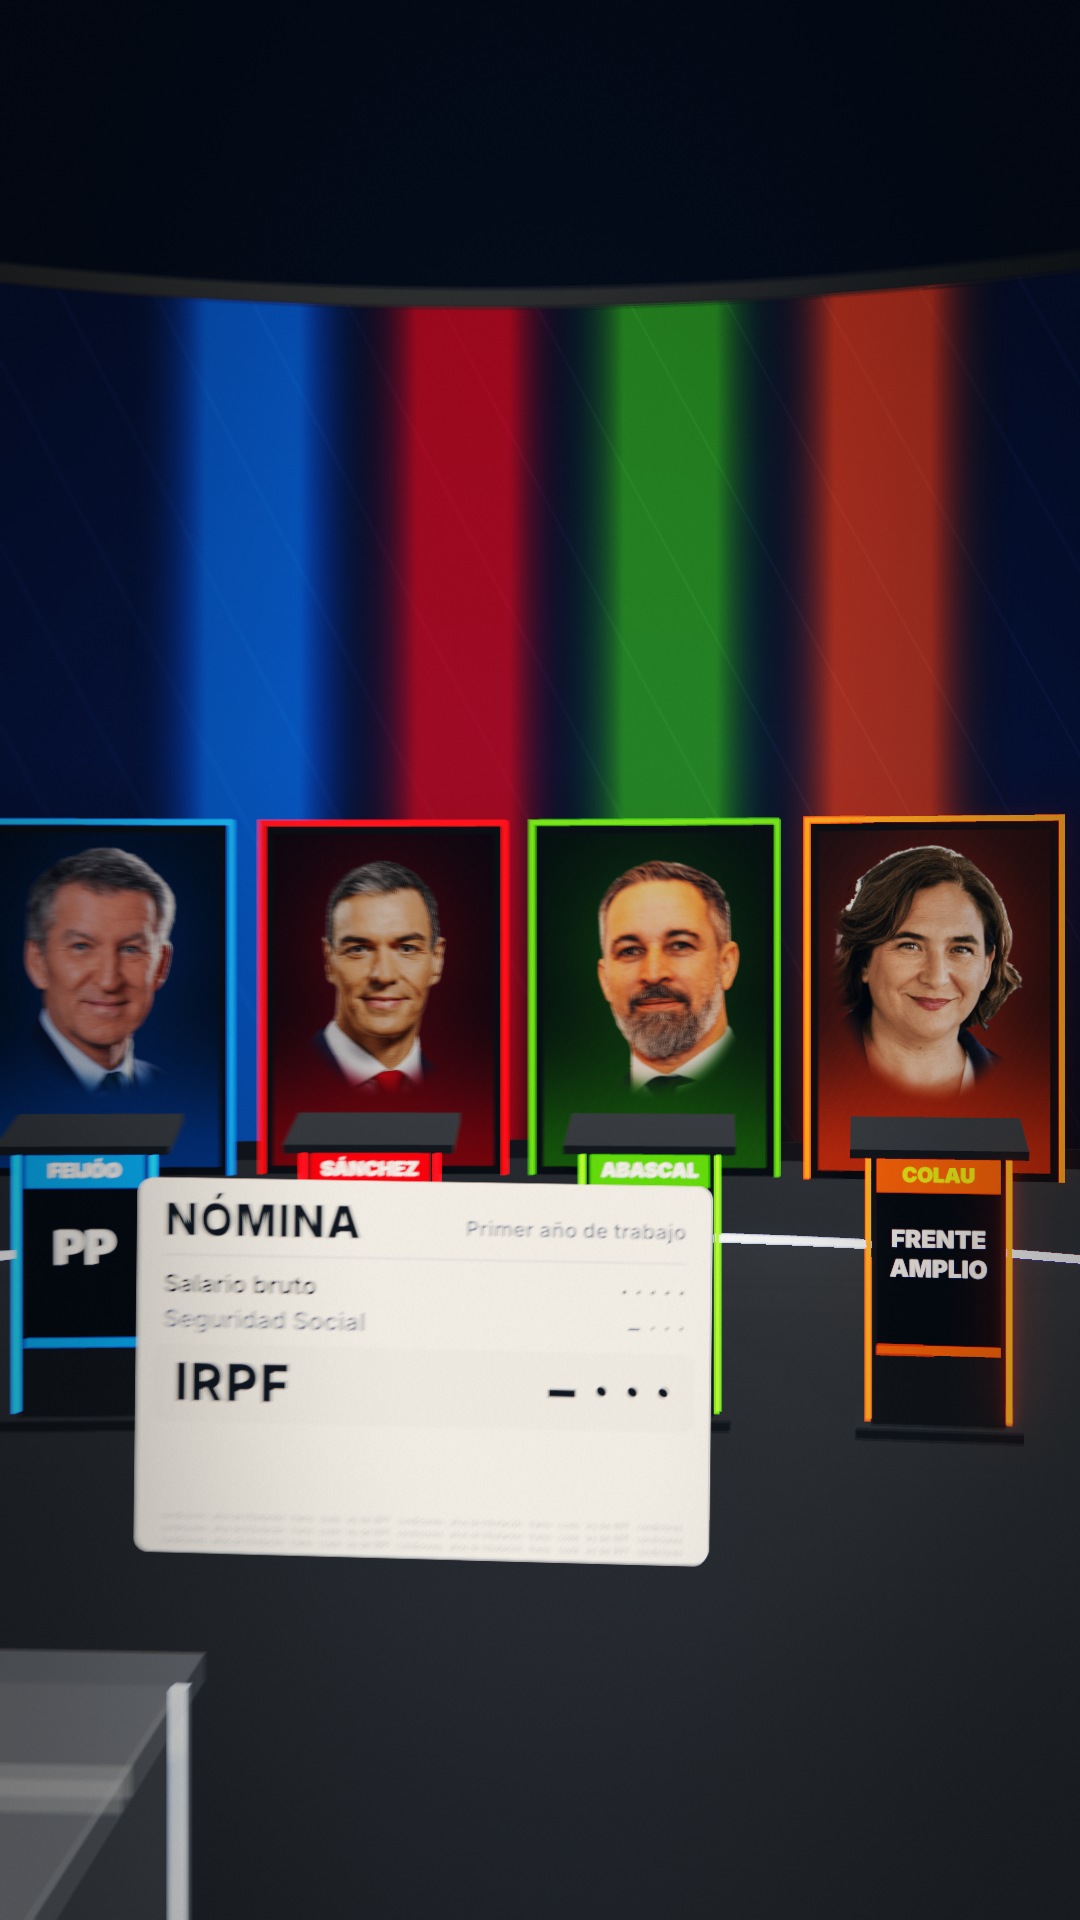 FEIJÓO
SÁNCHEZ
ABASCAL
COLAU
PP
FRENTE
AMPLIO
NÓMINA
Primer año de trabajo
Salario bruto
Seguridad Social
IRPF